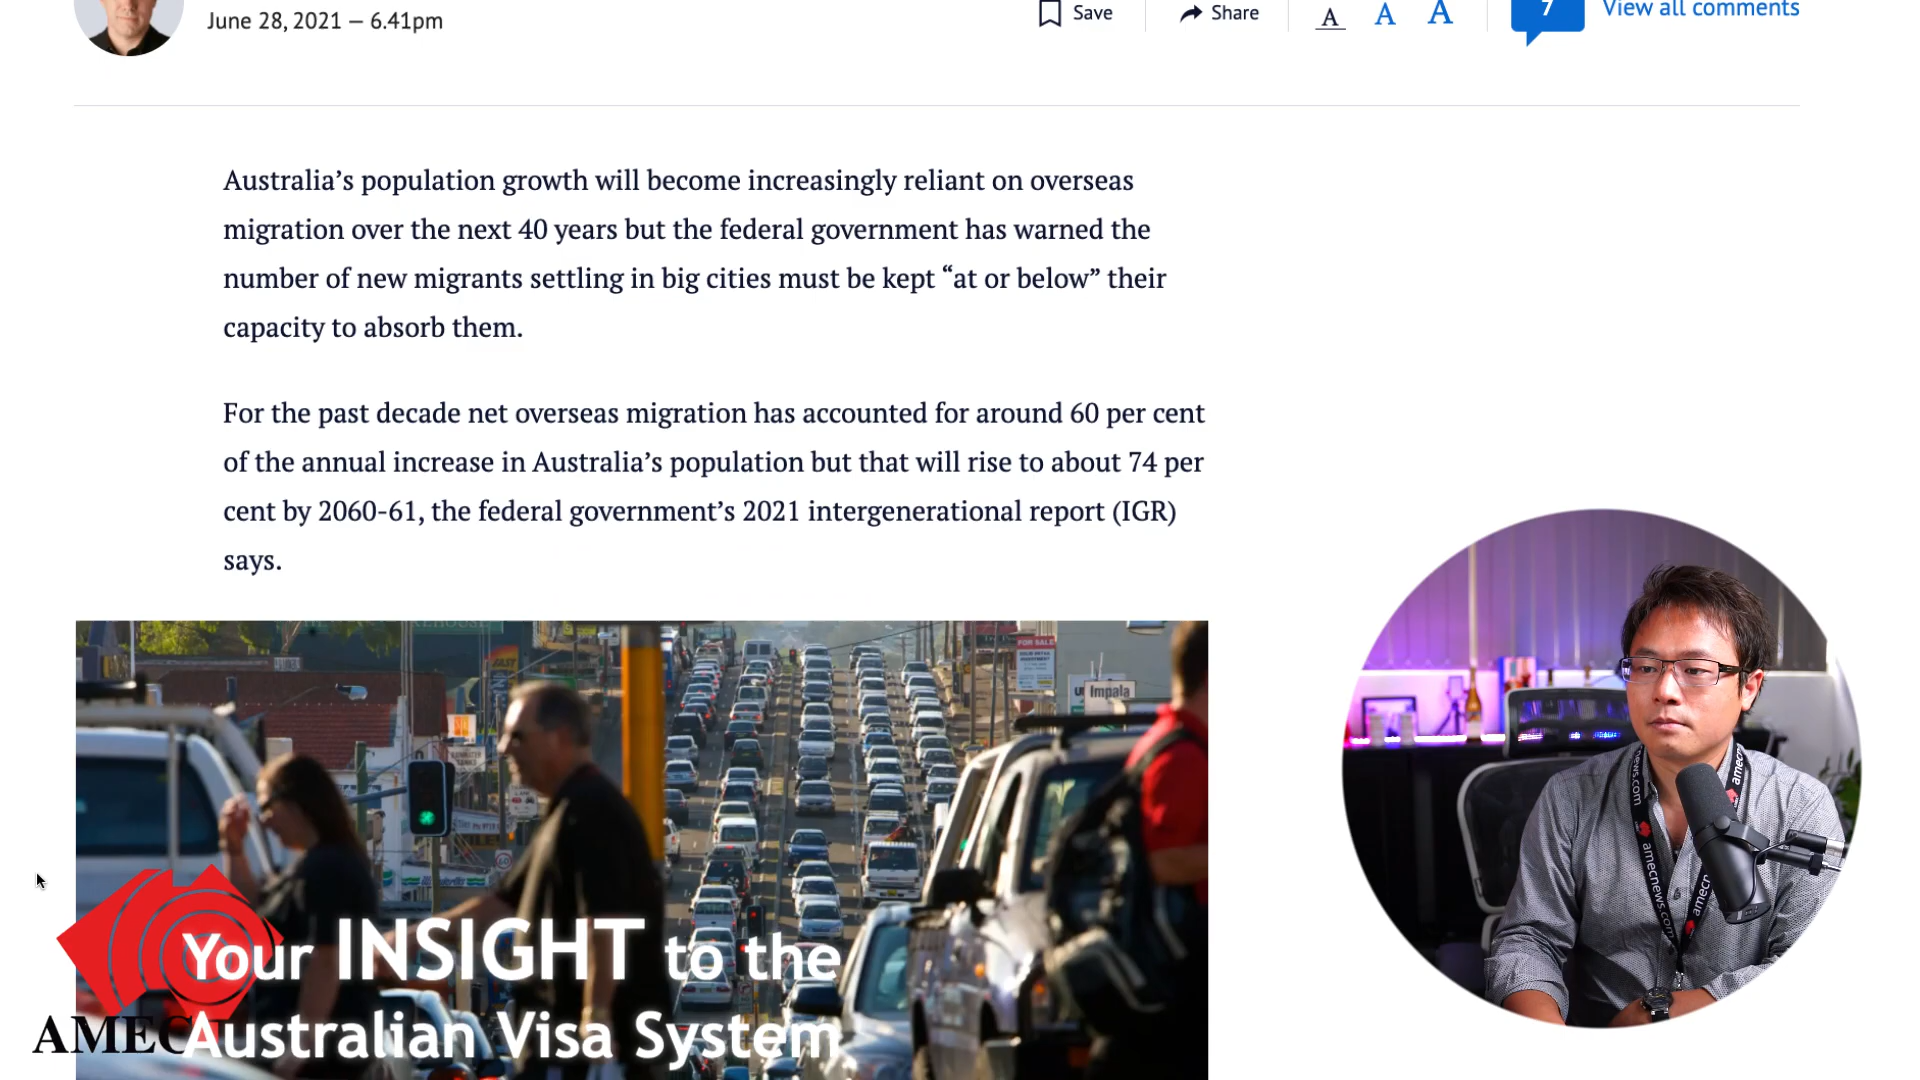 June 28, 2021 — 6.41pm
Save
Share
A A A
7
View all comments
Australia’s population growth will become increasingly reliant on overseas
migration over the next 40 years but the federal government has warned the
number of new migrants settling in big cities must be kept “at or below” their
capacity to absorb them.
For the past decade net overseas migration has accounted for around 60 per cent
of the annual increase in Australia’s population but that will rise to about 74 per
cent by 2060-61, the federal government’s 2021 intergenerational report (IGR)
says.
FOR SALE
Impala
Your INSIGHT to the
Australian Visa System
AMEC
amecnews.com
amecnews.com
amecn
amec